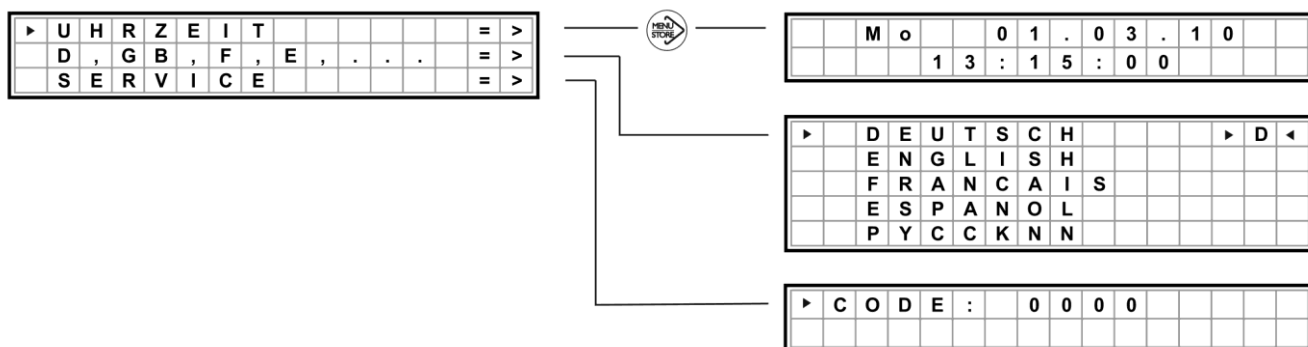 ▶ UHRZEIT =>
D,GB,F,E,... =>
SERVICE =>
MENU
STORE
Mo 01.03.10
13:15:00
▶ DEUTSCH ▶D◀
ENGLISH
FRANCAIS
ESPANOL
PYCCKNN
▶ CODE: 0000